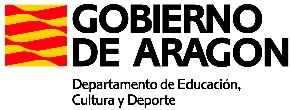 GOBIERNO
DE ARAGON
Departamento de Educación,
Cultura y Deporte